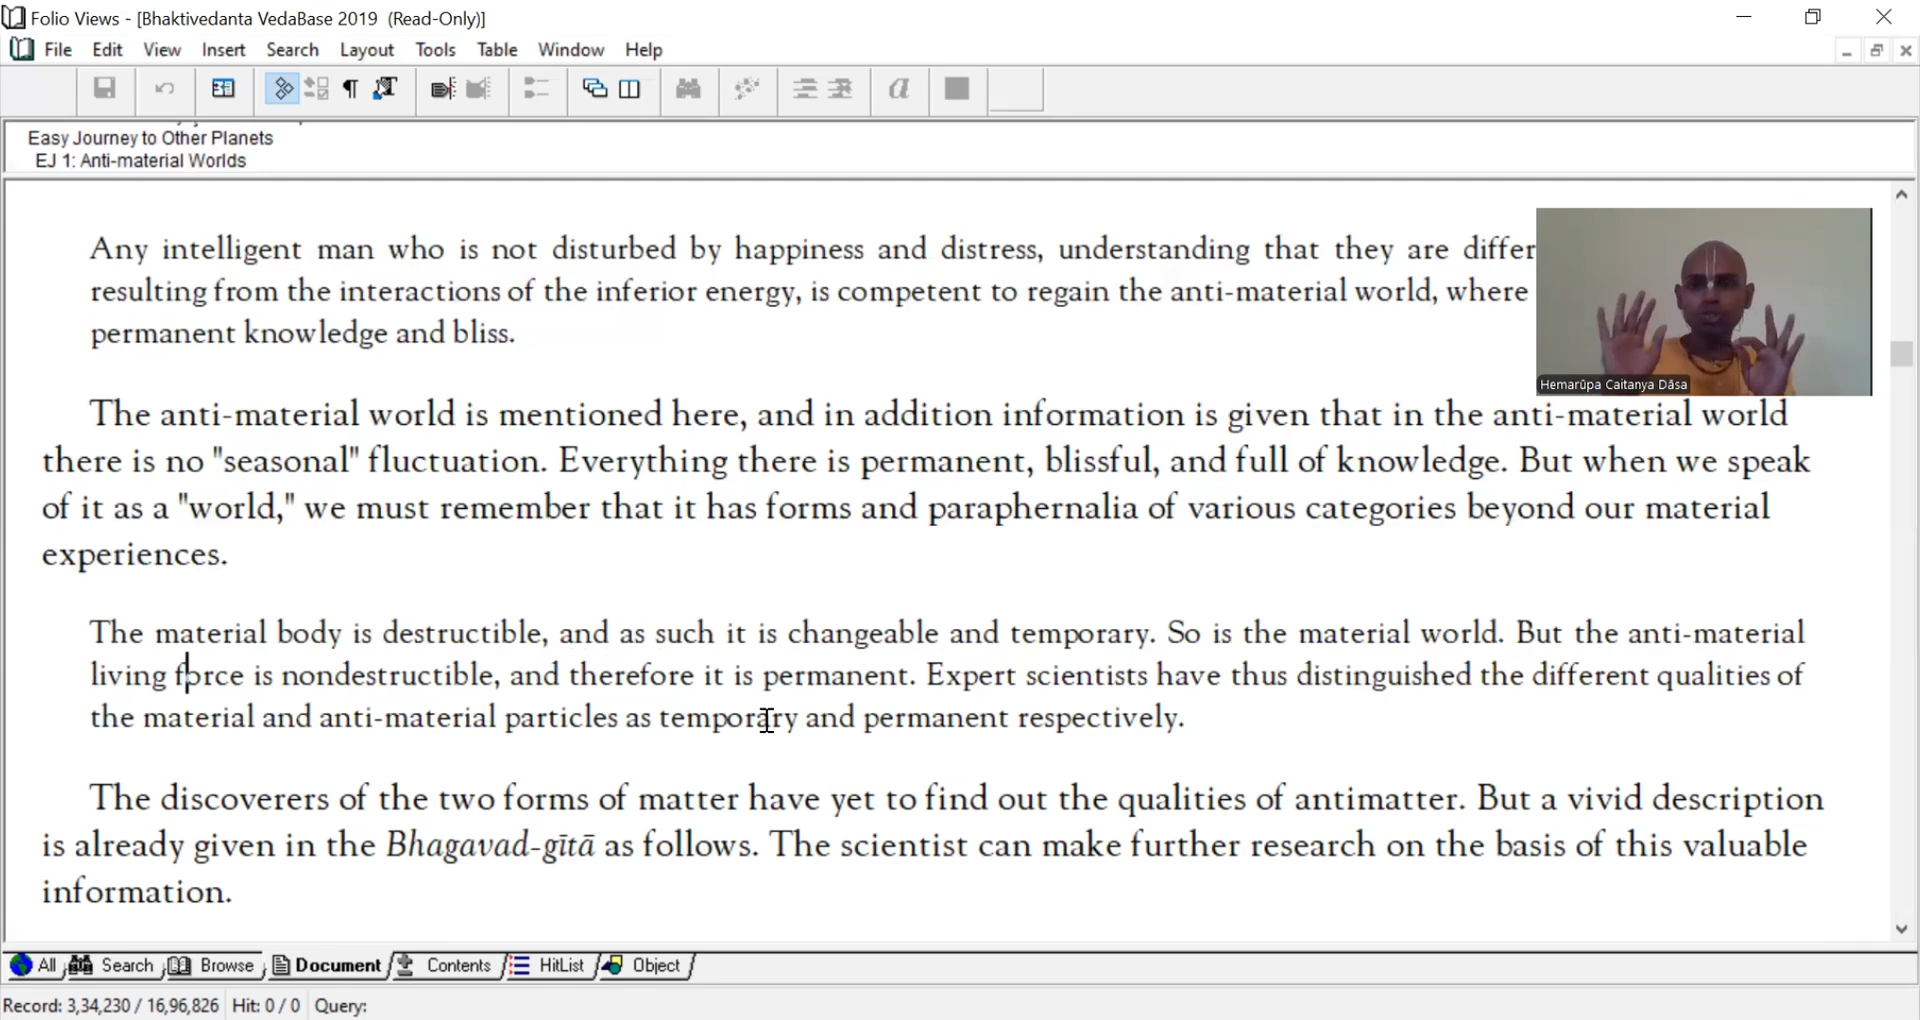 Folio Views - [Bhaktivedanta VedaBase 2019 (Read-Only)]
File Edit View Insert Search Layout Tools Table Window Help
Easy Journey to Other Planets
EJ 1: Anti-material Worlds
Any intelligent man who is not disturbed by happiness and distress, understanding that they are differ
resulting from the interactions of the inferior energy, is competent to regain the anti-material world, where
permanent knowledge and bliss.
Hemarūpa Caitanya Dāsa
The anti-material world is mentioned here, and in addition information is given that in the anti-material world
there is no "seasonal" fluctuation. Everything there is permanent, blissful, and full of knowledge. But when we speak
of it as a "world," we must remember that it has forms and paraphernalia of various categories beyond our material
experiences.
The material body is destructible, and as such it is changeable and temporary. So is the material world. But the anti-material
living force is nondestructible, and therefore it is permanent. Expert scientists have thus distinguished the different qualities of
the material and anti-material particles as temporary and permanent respectively.
The discoverers of the two forms of matter have yet to find out the qualities of antimatter. But a vivid description
is already given in the Bhagavad-gītā as follows. The scientist can make further research on the basis of this valuable
information.
All Search Browse Document Contents HitList Object
Record: 3,34,230 / 16,96,826 Hit: 0 / 0 Query: